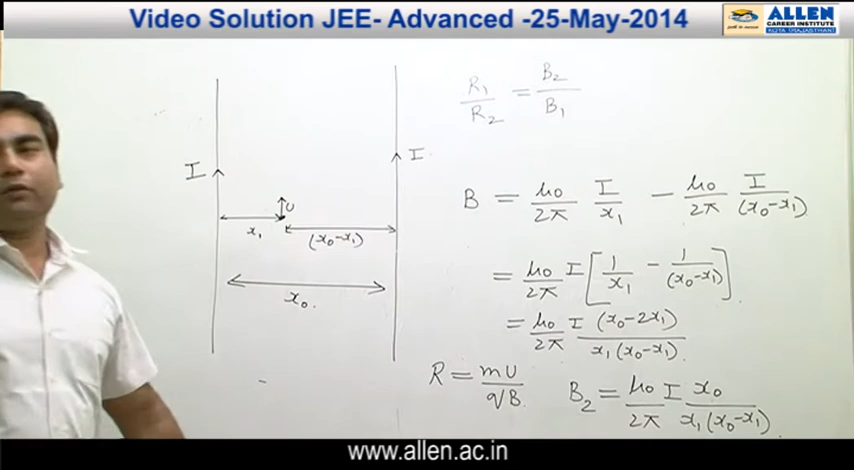 Video Solution JEE- Advanced -25-May-2014
ALLEN
CAREER INSTITUTE
KOTA (RAJASTHAN)
R₁/R₂ = B₂/B₁
I
I
U
x₁
(x₀-x₁)
x₀.
B = μ₀/2π I/x₁ − μ₀/2π I/(x₀-x₁)
= μ₀/2π I [1/x₁ − 1/(x₀-x₁)]
= μ₀/2π I (x₀-2x₁)/x₁(x₀-x₁)
R = mU/qB
B₂ = μ₀/2π I x₀/x₁(x₀-x₁)
www.allen.ac.in